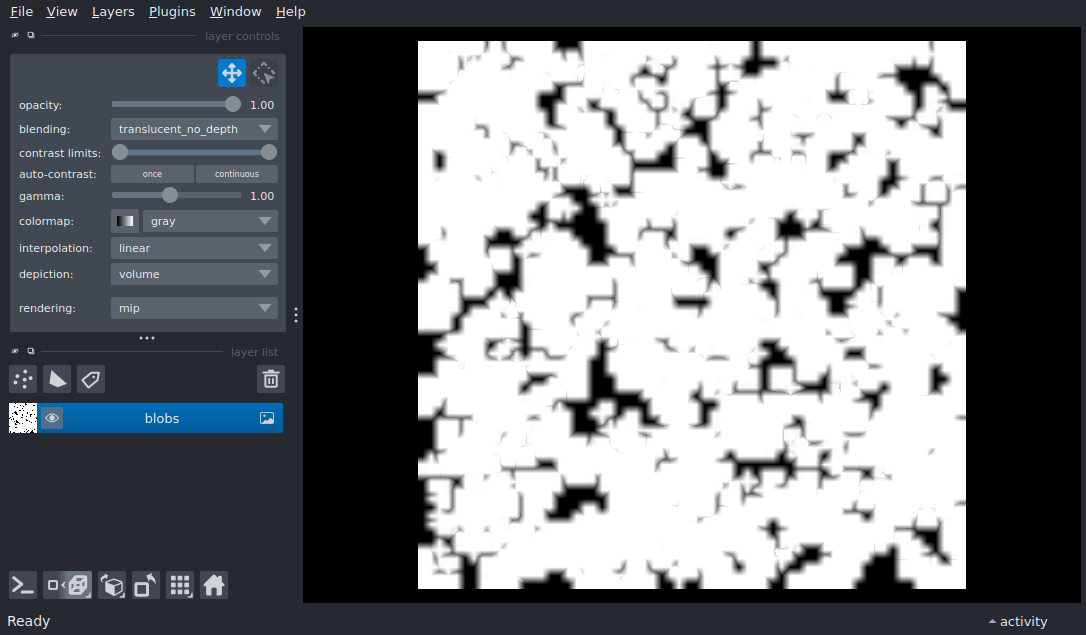 File View Layers Plugins Window Help
layer controls
opacity: 1.00
blending: translucent_no_depth
contrast limits:
auto-contrast: once continuous
gamma: 1.00
colormap: gray
interpolation: linear
depiction: volume
rendering: mip
layer list
blobs
Ready activity